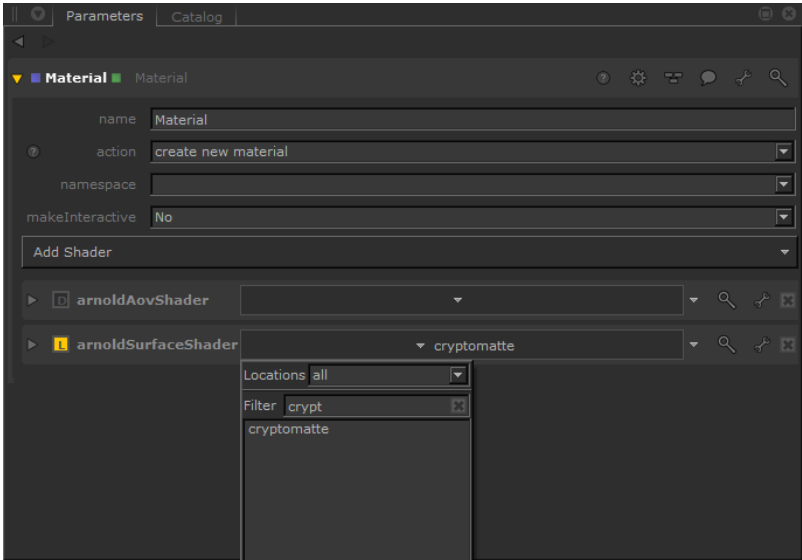 Parameters Catalog
Material Material
name Material
action create new material
namespace
makeInteractive No
Add Shader
D arnoldAovShader
L arnoldSurfaceShader cryptomatte
Locations all
Filter crypt
cryptomatte